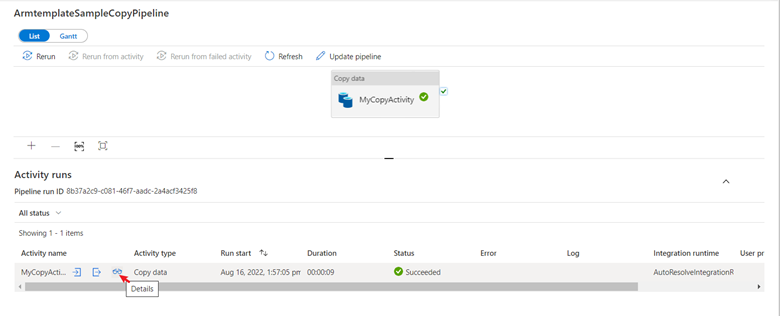 ArmtemplateSampleCopyPipeline
List Gantt
Rerun Rerun from activity Rerun from failed activity Refresh Update pipeline
Copy data
MyCopyActivity
Activity runs
Pipeline run ID 8b37a2c9-c081-46f7-aadc-2a4acf3425f8
All status
Showing 1 - 1 items
Activity name Activity type Run start Duration Status Error Log Integration runtime User pr
MyCopyActi... Copy data Aug 16, 2022, 1:57:05 pm 00:00:09 Succeeded AutoResolveIntegrationR
Details